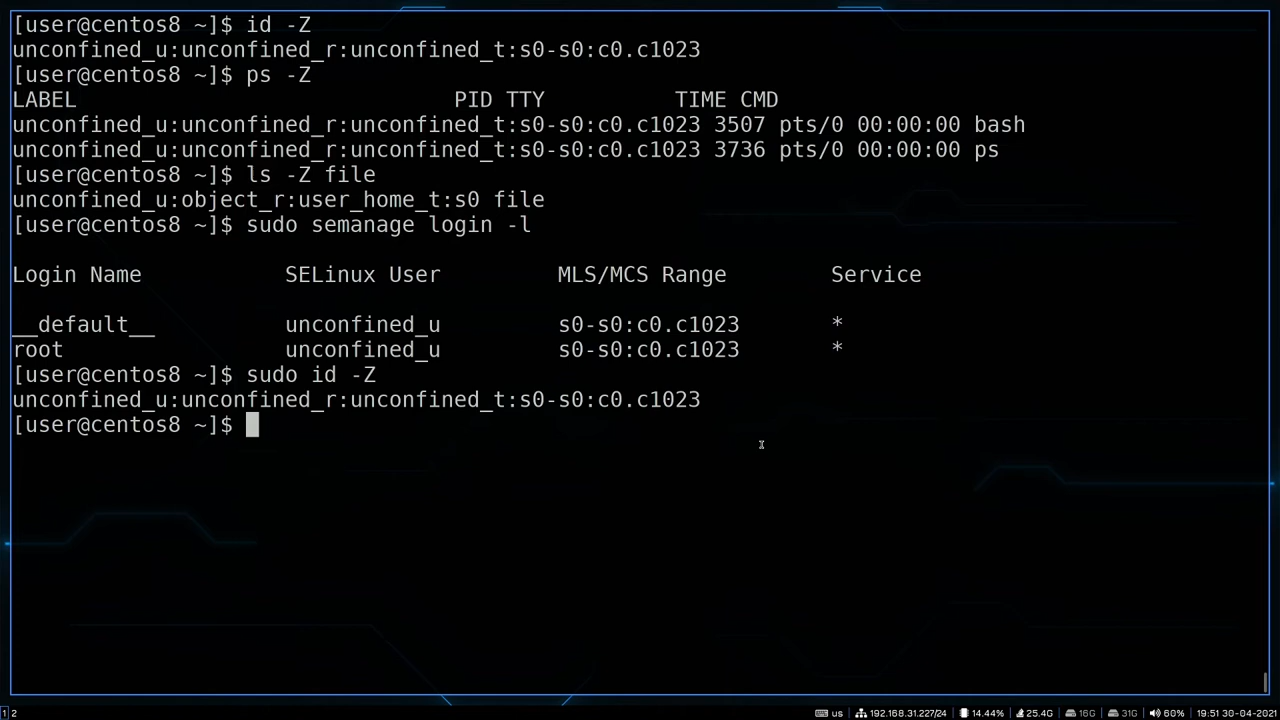 [user@centos8 ~]$ id -Z
unconfined_u:unconfined_r:unconfined_t:s0-s0:c0.c1023
[user@centos8 ~]$ ps -Z
LABEL                             PID TTY          TIME CMD
unconfined_u:unconfined_r:unconfined_t:s0-s0:c0.c1023 3507 pts/0 00:00:00 bash
unconfined_u:unconfined_r:unconfined_t:s0-s0:c0.c1023 3736 pts/0 00:00:00 ps
[user@centos8 ~]$ ls -Z file
unconfined_u:object_r:user_home_t:s0 file
[user@centos8 ~]$ sudo semanage login -l
Login Name           SELinux User         MLS/MCS Range        Service
__default__          unconfined_u         s0-s0:c0.c1023       *
root                 unconfined_u         s0-s0:c0.c1023       *
[user@centos8 ~]$ sudo id -Z
unconfined_u:unconfined_r:unconfined_t:s0-s0:c0.c1023
[user@centos8 ~]$
1 2 us 192.168.31.227/24 14.44% 25.4G 16G 31G 60% 19:51 30-04-2021